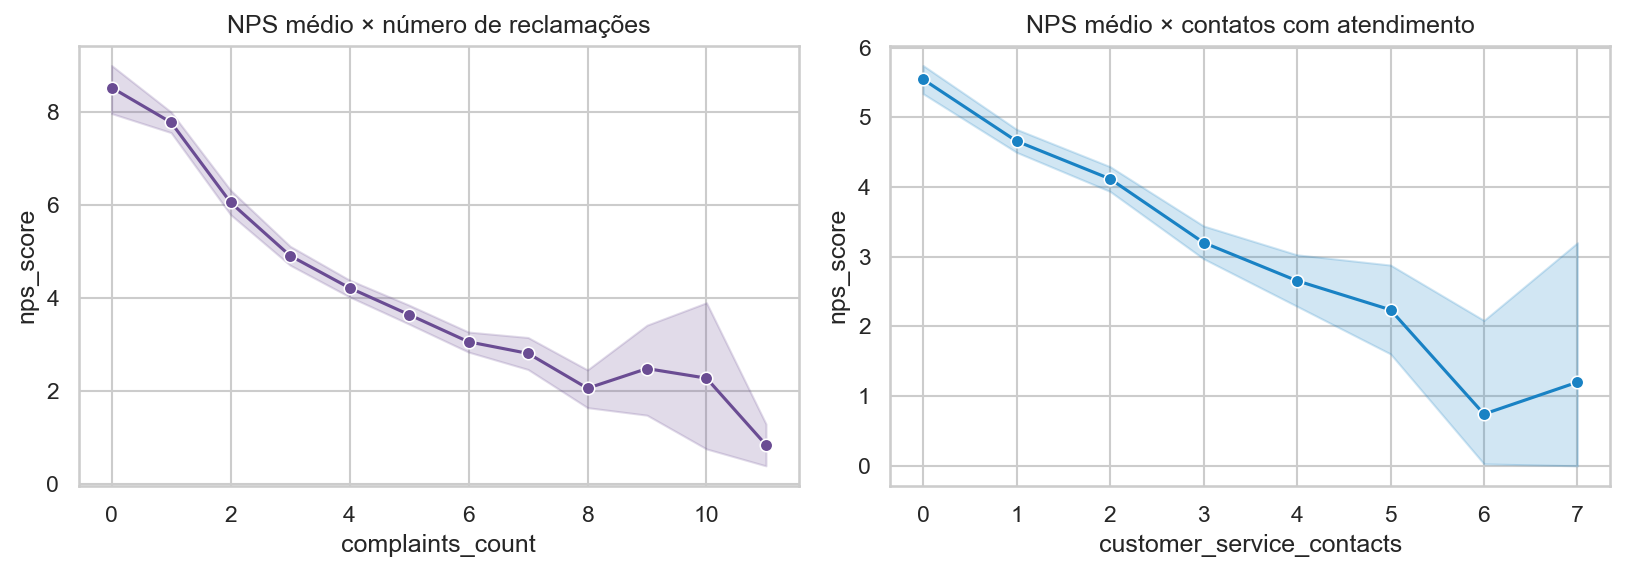 NPS médio × número de reclamações
nps_score
8
6
4
2
0
0 2 4 6 8 10
complaints_count
NPS médio × contatos com atendimento
nps_score
6
5
4
3
2
1
0
0 1 2 3 4 5 6 7
customer_service_contacts